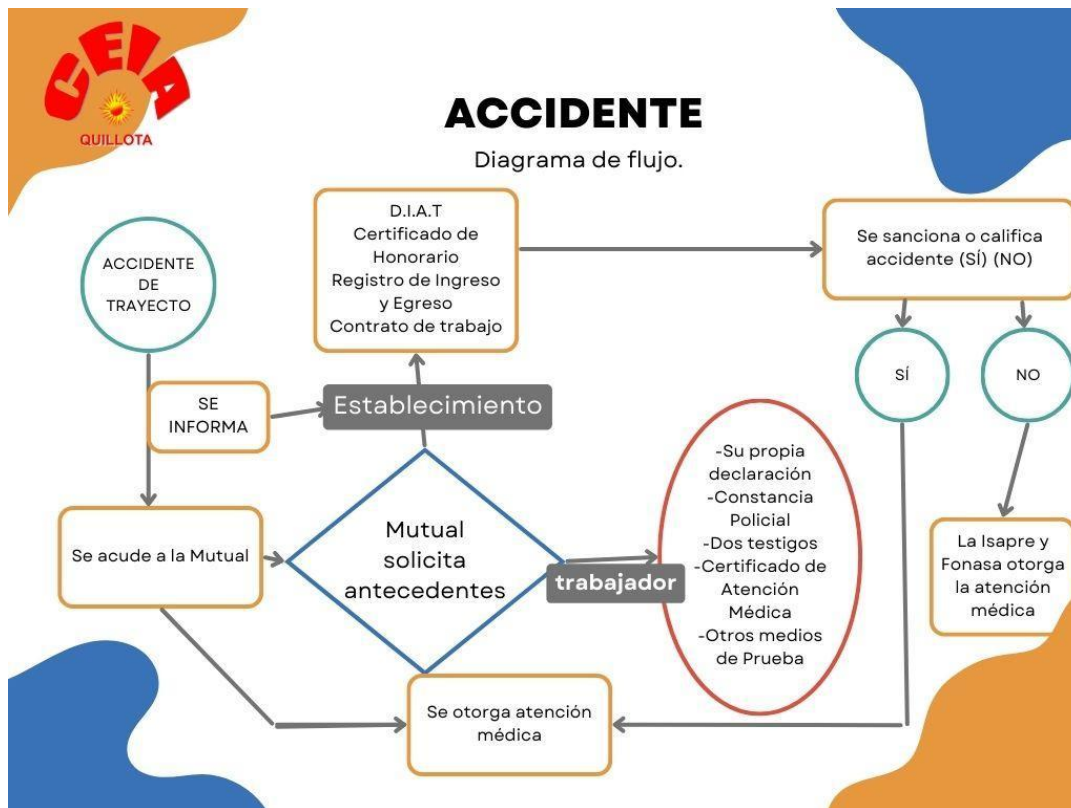 CEIA
QUILLOTA
ACCIDENTE
Diagrama de flujo.
ACCIDENTE
DE
TRAYECTO
D.I.A.T
Certificado de
Honorario
Registro de Ingreso
y Egreso
Contrato de trabajo
Se sanciona o califica
accidente (SÍ) (NO)
SÍ
NO
SE
INFORMA
Establecimiento
Se acude a la Mutual
Mutual
solicita
antecedentes
trabajador
-Su propia
declaración
-Constancia
Policial
-Dos testigos
-Certificado de
Atención
Médica
-Otros medios
de Prueba
La Isapre y
Fonasa otorga
la atención
médica
Se otorga atención
médica